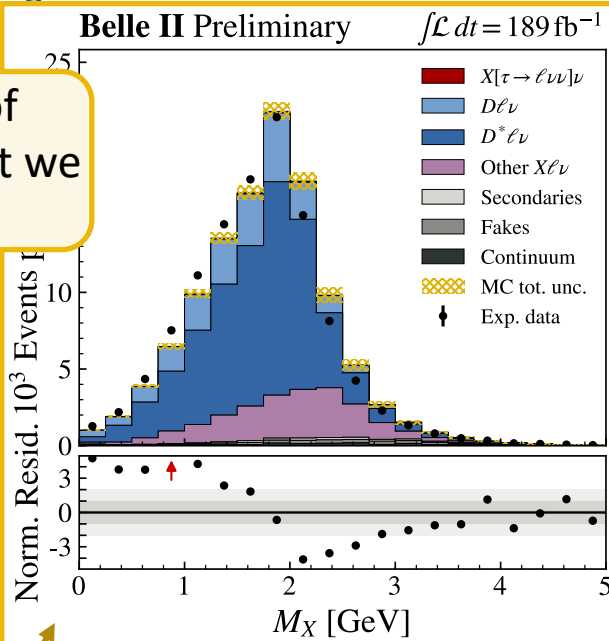 Belle II Preliminary
∫ℒ dt = 189 fb⁻¹
of
t we
25
10
5
0
X[τ → ℓνν]ν
Dℓν
D*ℓν
Other Xℓν
Secondaries
Fakes
Continuum
MC tot. unc.
Exp. data
10³ Events
Norm. Resid.
3
0
-3
0 1 2 3 4 5
M_X [GeV]